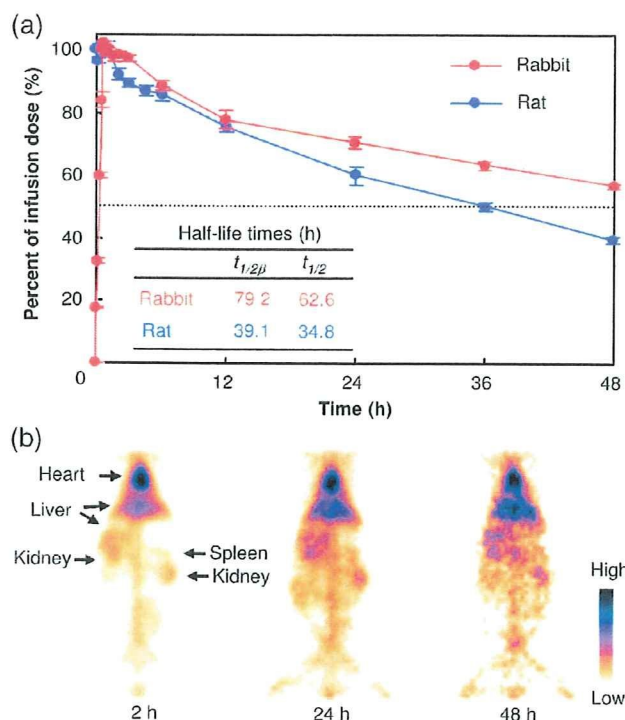 (a)
100
80
60
40
20
0
Percent of infusion dose (%)
Rabbit
Rat
Half-life times (h)
t1/2β t1/2
Rabbit 79.2 62.6
Rat 39.1 34.8
12 24 36 48
Time (h)
(b)
Heart
Liver
Kidney
Spleen
Kidney
High
Low
2 h 24 h 48 h